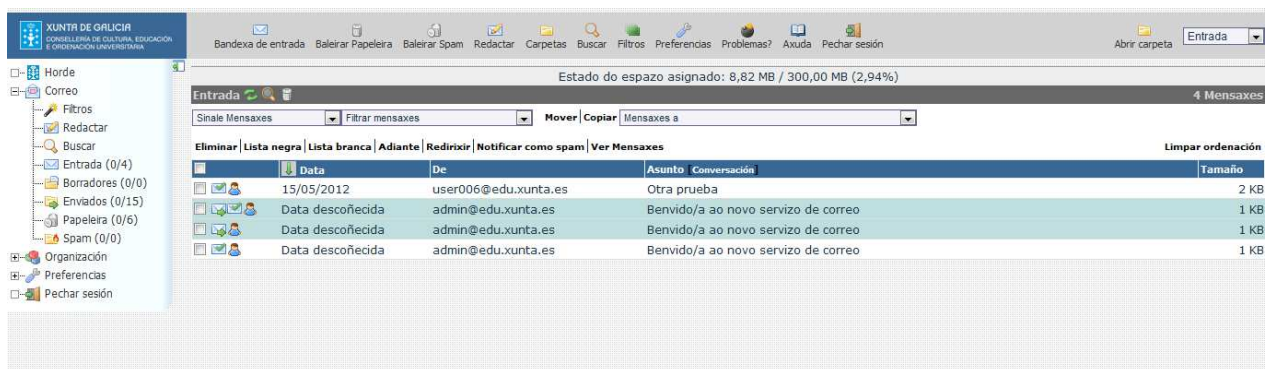 XUNTA DE GALICIA
CONSELLERÍA DE CULTURA, EDUCACIÓN
E ORDENACIÓN UNIVERSITARIA
Bandexa de entrada Baleirar Papeleira Baleirar Spam Redactar Carpetas Buscar Filtros Preferencias Problemas? Axuda Pechar sesión
Abrir carpeta Entrada
Horde
Correo
Filtros
Redactar
Buscar
Entrada (0/4)
Borradores (0/0)
Enviados (0/15)
Papeleira (0/6)
Spam (0/0)
Organización
Preferencias
Pechar sesión
Estado do espazo asignado: 8,82 MB / 300,00 MB (2,94%)
Entrada 4 Mensaxes
Sinale Mensaxes Filtrar mensaxes Mover Copiar Mensaxes a
Eliminar Lista negra Lista branca Adiante Redirixir Notificar como spam Ver Mensaxes Limpar ordenación
Data De Asunto [Conversación] Tamaño
15/05/2012 user006@edu.xunta.es Otra prueba 2 KB
Data descoñecida admin@edu.xunta.es Benvido/a ao novo servizo de correo 1 KB
Data descoñecida admin@edu.xunta.es Benvido/a ao novo servizo de correo 1 KB
Data descoñecida admin@edu.xunta.es Benvido/a ao novo servizo de correo 1 KB